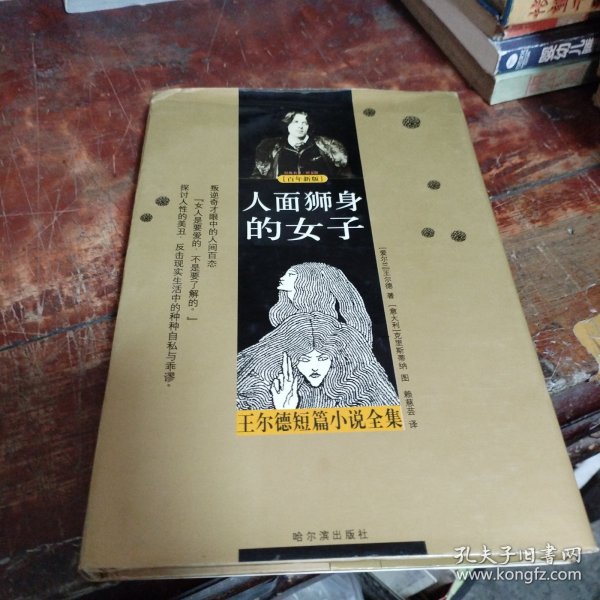 [百年新版]
人面狮身
的女子
叛逆奇才眼中的人间百态
「女人是要爱的，不是要了解的。」
探讨人性的美丑，反击现实生活中的种种自私与乖谬。
[爱尔兰]王尔德 著
[意大利]克里斯蒂纳 图
赖慈芸 译
王尔德短篇小说全集
哈尔滨出版社
婴幼儿
孔夫子旧书网
www.kongfz.com